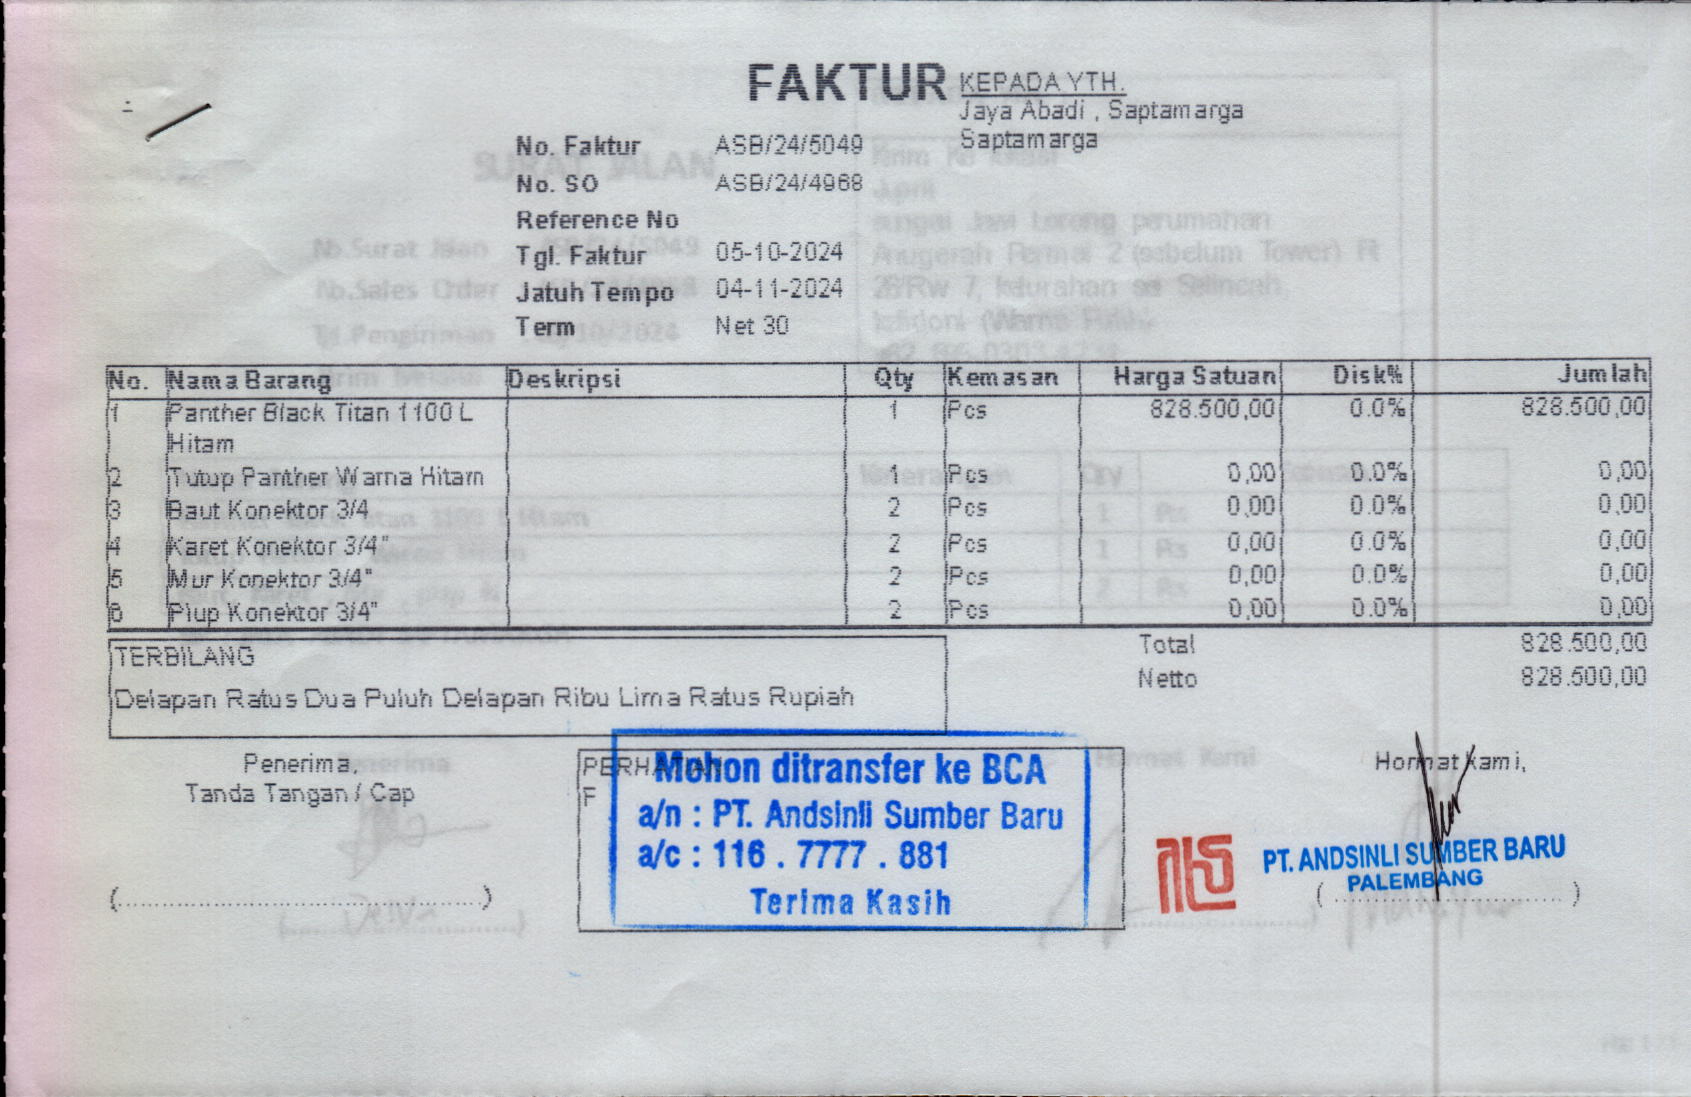 FAKTUR
KEPADA YTH.
Jaya Abadi , Saptamarga
Saptamarga
No. Faktur ASB/24/5049
No. SO ASB/24/4968
Reference No
Tgl. Faktur 05-10-2024
Jatuh Tempo 04-11-2024
Term Net 30
No. Nama Barang Deskripsi Qty Kemasan Harga Satuan Disk% Jumlah
1 Panther Black Titan 1100 L 1 Pcs 828.500,00 0.0% 828.500,00
Hitam
2 Tutup Panther Warna Hitam 1 Pcs 0,00 0.0% 0,00
3 Baut Konektor 3/4 2 Pcs 0,00 0.0% 0,00
4 Karet Konektor 3/4" 2 Pcs 0,00 0.0% 0,00
5 Mur Konektor 3/4" 2 Pcs 0,00 0.0% 0,00
6 Plup Konektor 3/4" 2 Pcs 0,00 0.0% 0,00
Total 828.500,00
Netto 828.500,00
TERBILANG
Delapan Ratus Dua Puluh Delapan Ribu Lima Ratus Rupiah
Penerima,
Tanda Tangan / Cap
(..............................................)
PERHATIAN
F
Mohon ditransfer ke BCA
a/n : PT. Andsinli Sumber Baru
a/c : 116 . 7777 . 881
Terima Kasih
Hormat Kami,
PT. ANDSINLI SUMBER BARU
PALEMBANG
(..............................)
SURAT JALAN